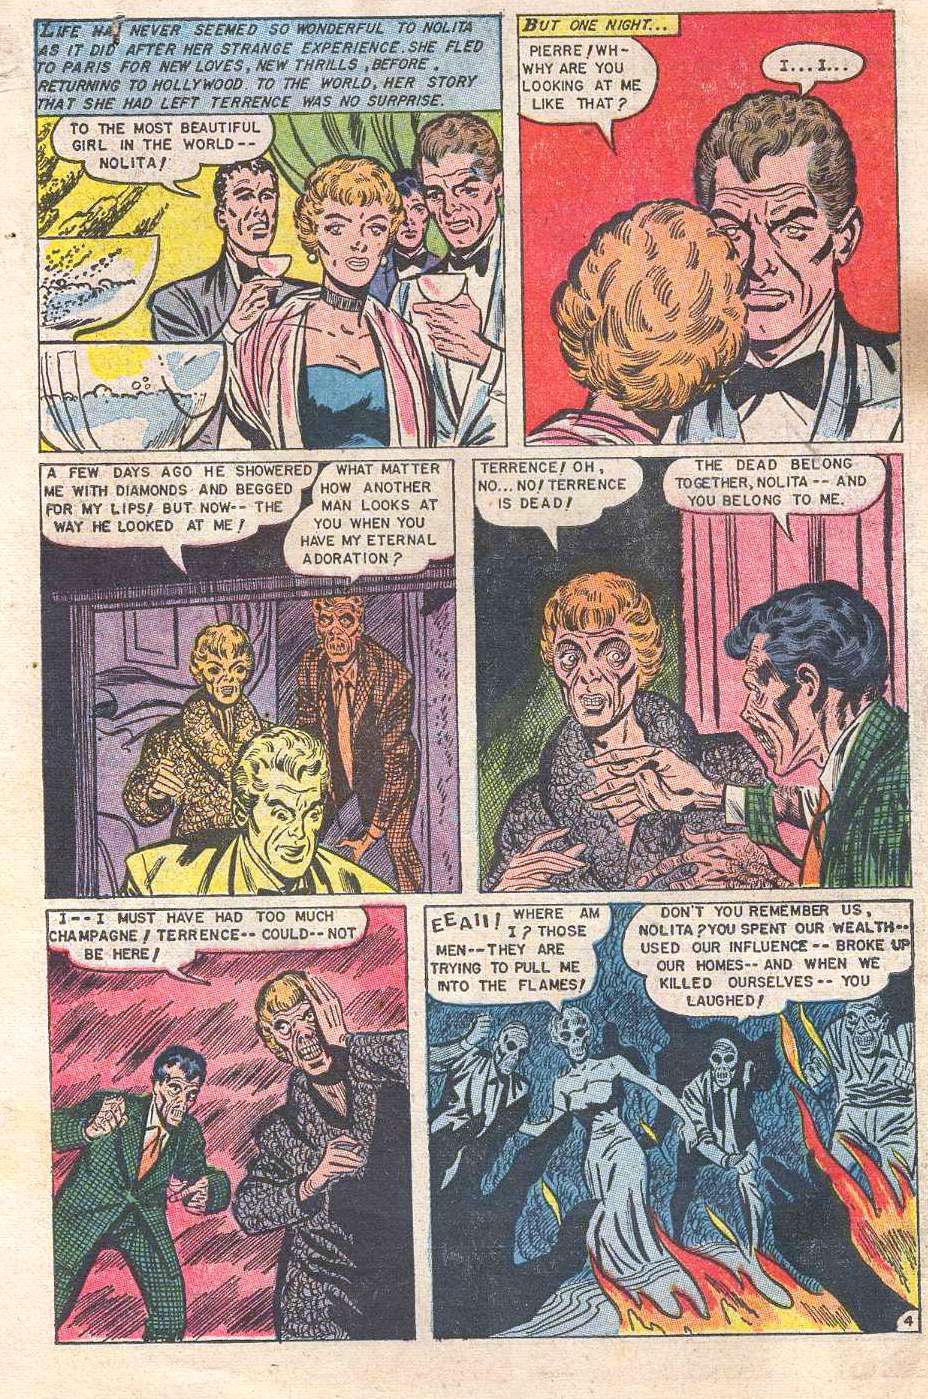 LIFE HAD NEVER SEEMED SO WONDERFUL TO NOLITA
AS IT DID AFTER HER STRANGE EXPERIENCE. SHE FLED
TO PARIS FOR NEW LOVES, NEW THRILLS, BEFORE,
RETURNING TO HOLLYWOOD. TO THE WORLD, HER STORY
THAT SHE HAD LEFT TERRENCE WAS NO SURPRISE.
TO THE MOST BEAUTIFUL
GIRL IN THE WORLD--
NOLITA!
BUT ONE NIGHT...
PIERRE! WH-
WHY ARE YOU
LOOKING AT ME
LIKE THAT?
I...I...
A FEW DAYS AGO HE SHOWERED
ME WITH DIAMONDS AND BEGGED
FOR MY LIPS! BUT NOW-- THE
WAY HE LOOKED AT ME!
WHAT MATTER
HOW ANOTHER
MAN LOOKS AT
YOU WHEN YOU
HAVE MY ETERNAL
ADORATION?
TERRENCE! OH,
NO... NO! TERRENCE
IS DEAD!
THE DEAD BELONG
TOGETHER, NOLITA-- AND
YOU BELONG TO ME.
I-- I MUST HAVE HAD TOO MUCH
CHAMPAGNE! TERRENCE-- COULD-- NOT
BE HERE!
EEAII! WHERE AM
I? THOSE
MEN-- THEY ARE
TRYING TO PULL ME
INTO THE FLAMES!
DON'T YOU REMEMBER US,
NOLITA? YOU SPENT OUR WEALTH--
USED OUR INFLUENCE-- BROKE UP
OUR HOMES-- AND WHEN WE
KILLED OURSELVES-- YOU
LAUGHED!
4